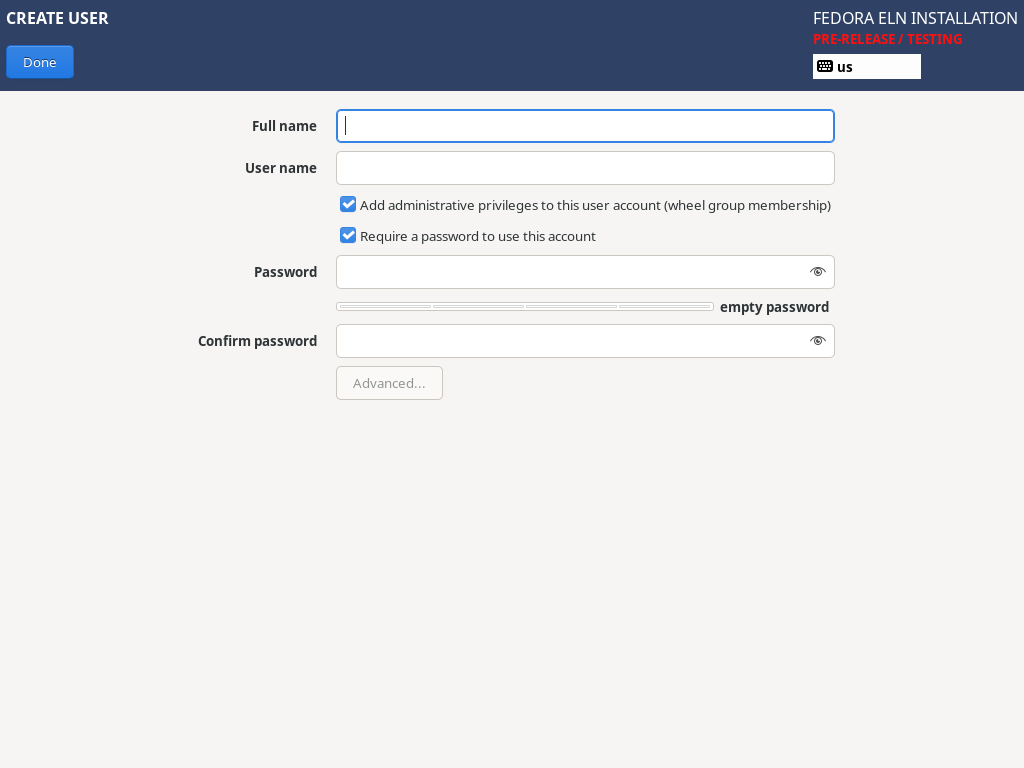 CREATE USER
FEDORA ELN INSTALLATION
PRE-RELEASE / TESTING
Done
us
Full name
User name
Add administrative privileges to this user account (wheel group membership)
Require a password to use this account
Password
empty password
Confirm password
Advanced...